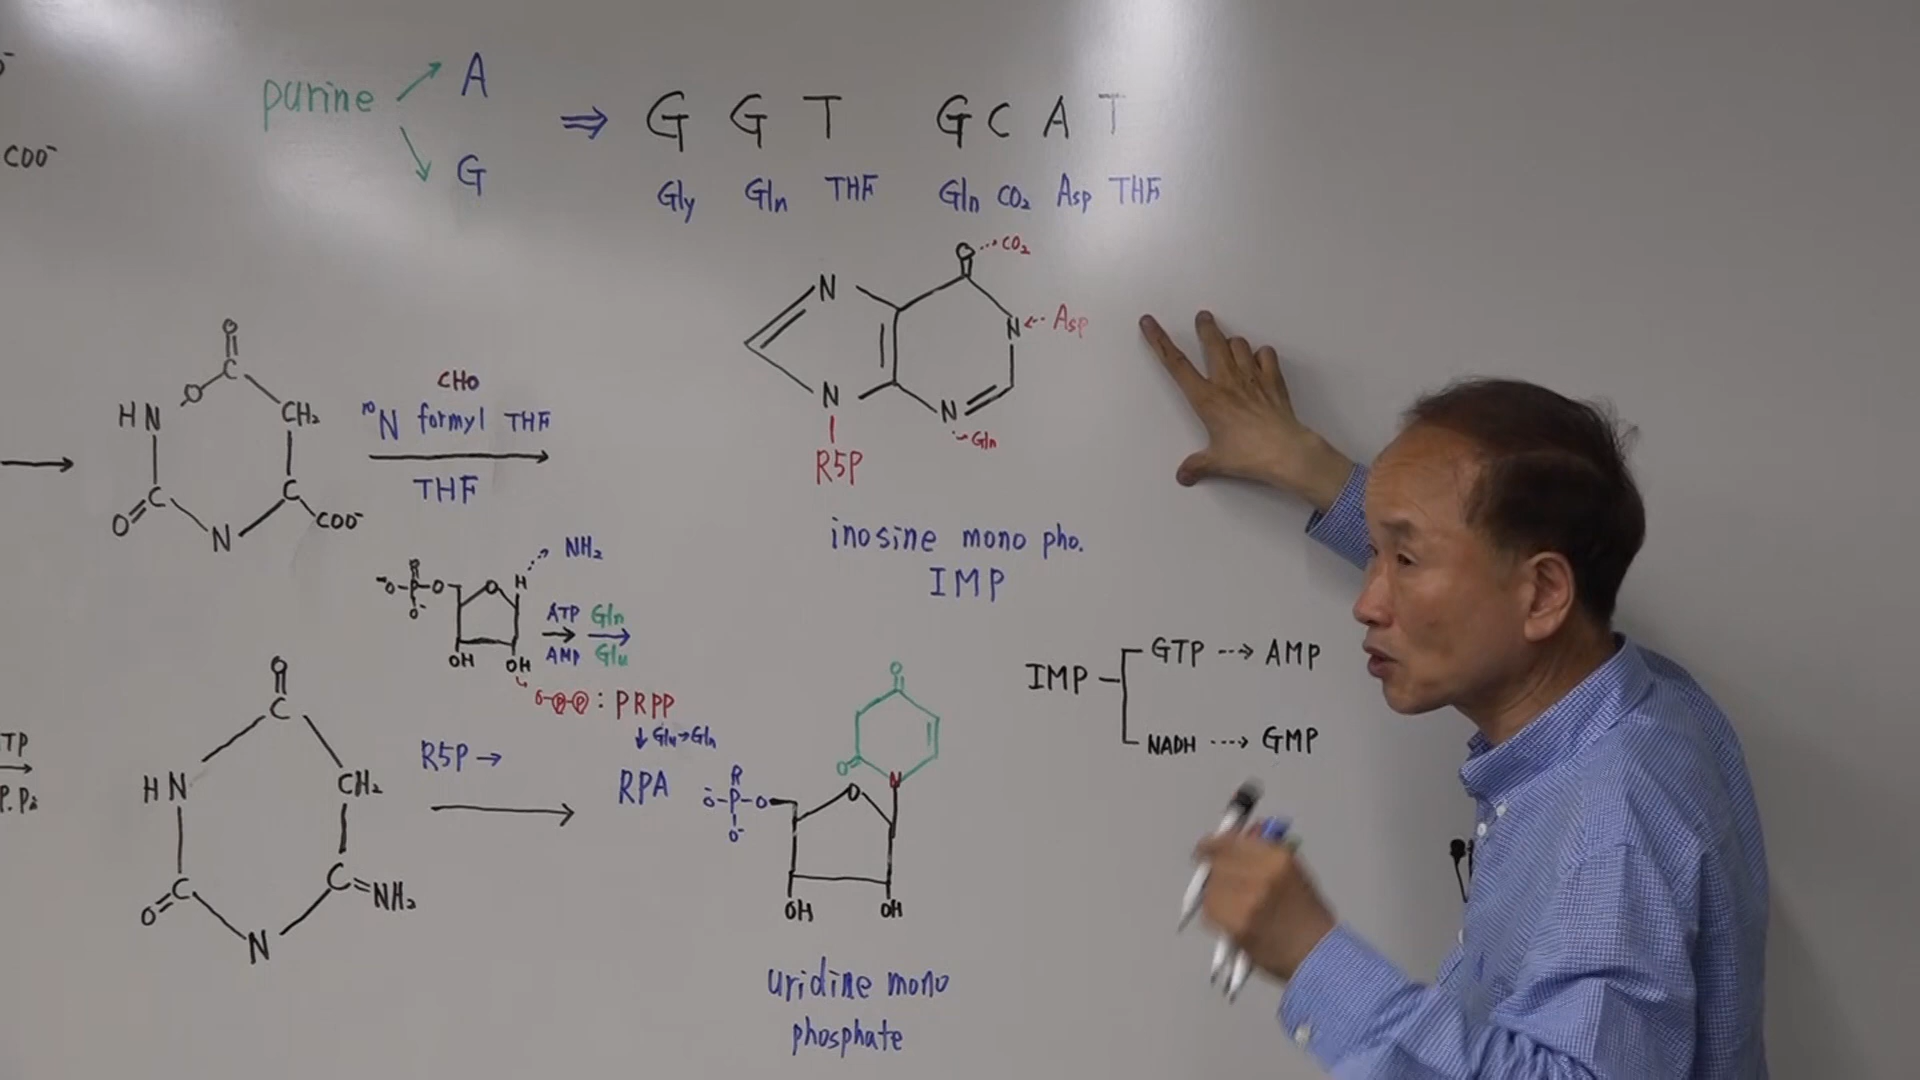 purine
A
G
⇒ G G T G C A T
Gly Gln THF Gln CO₂ Asp THF
COO⁻
O
C
O
HN
CH₂
C
C
O
N
COO⁻
CHO
¹⁰N formyl THF
THF
O ··· CO₂
N
N ··· Asp
N
N
··· Gln
R5P
inosine mono pho.
IMP
NH₂
⁻O-P-O
O⁻
O
H
OH
OH
ATP Gln
AMP Glu
O-Ⓟ-Ⓟ : PRPP
↓ Glu→Gln
RPA
IMP
GTP ⇢ AMP
NADH ⇢ GMP
TP
P.Pi
O
C
HN
CH₂
C
O
C=NH₂
N
R5P →
O
O
N
⁻O-P-O
O⁻
O
OH
OH
uridine mono
phosphate